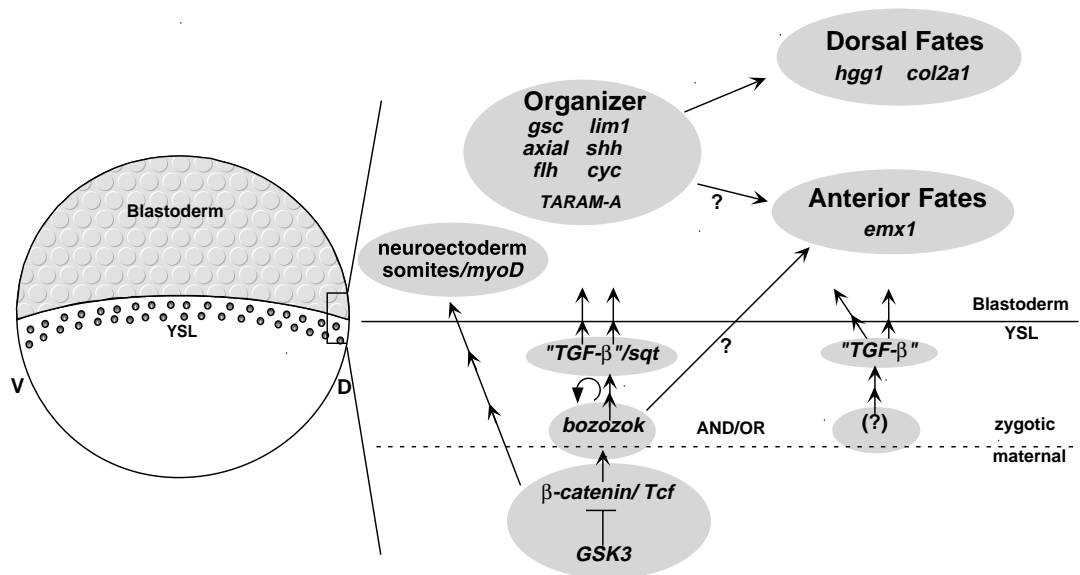 Dorsal Fates
hgg1 col2a1
Organizer
gsc lim1
axial shh
flh cyc
TARAM-A
?
Anterior Fates
emx1
Blastoderm
neuroectoderm
somites/myoD
Blastoderm
YSL
YSL
"TGF-β"/sqt
?
"TGF-β"
V
D
bozozok
AND/OR
(?)
zygotic
maternal
β-catenin/ Tcf
GSK3